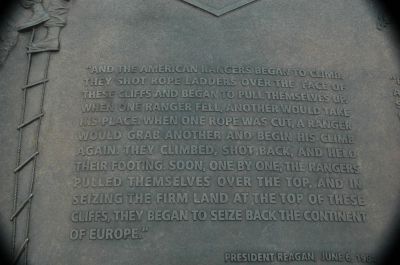 "AND THE AMERICAN RANGERS BEGAN TO CLIMB.
THEY SHOT ROPE LADDERS OVER THE FACE OF
THESE CLIFFS AND BEGAN TO PULL THEMSELVES UP.
WHEN ONE RANGER FELL, ANOTHER WOULD TAKE
HIS PLACE. WHEN ONE ROPE WAS CUT, A RANGER
WOULD GRAB ANOTHER AND BEGIN HIS CLIMB
AGAIN. THEY CLIMBED, SHOT BACK, AND HELD
THEIR FOOTING. SOON, ONE BY ONE, THE RANGERS
PULLED THEMSELVES OVER THE TOP, AND IN
SEIZING THE FIRM LAND AT THE TOP OF THESE
CLIFFS, THEY BEGAN TO SEIZE BACK THE CONTINENT
OF EUROPE."
PRESIDENT REAGAN, JUNE 6,